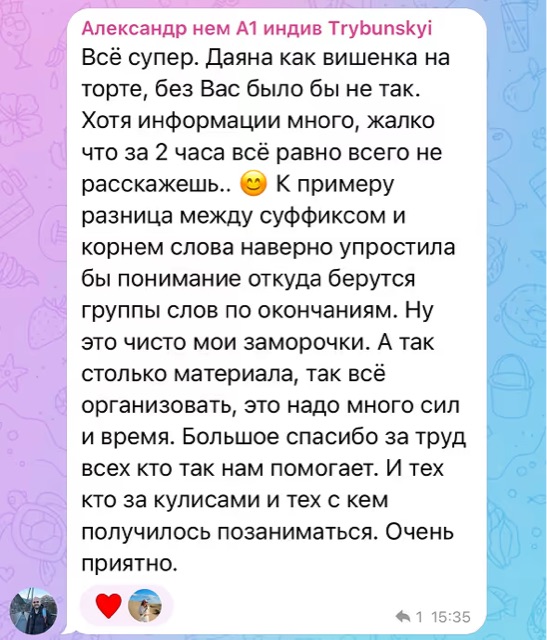 Александр нем А1 индив Trybunskyi
Всё супер. Даяна как вишенка на
торте, без Вас было бы не так.
Хотя информации много, жалко
что за 2 часа всё равно всего не
расскажешь.. 😊 К примеру
разница между суффиксом и
корнем слова наверно упростила
бы понимание откуда берутся
группы слов по окончаниям. Ну
это чисто мои заморочки. А так
столько материала, так всё
организовать, это надо много сил
и время. Большое спасибо за труд
всех кто так нам помогает. И тех
кто за кулисами и тех с кем
получилось позаниматься. Очень
приятно.
1 15:35